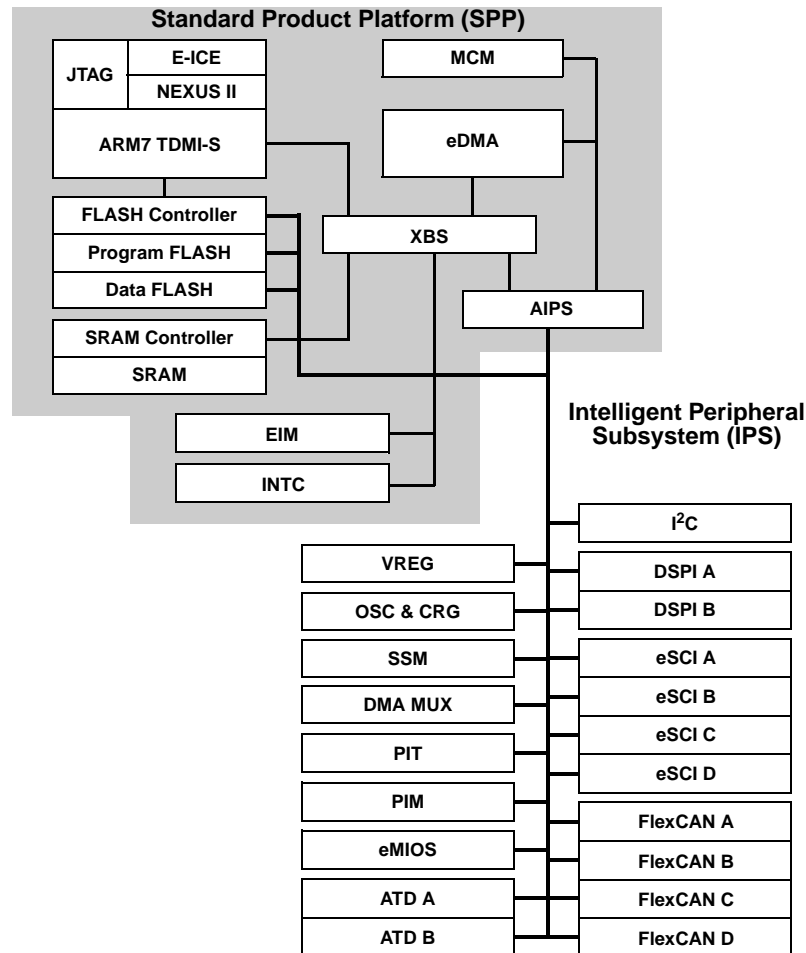 Standard Product Platform (SPP)
JTAG
E-ICE
NEXUS II
ARM7 TDMI-S
MCM
eDMA
FLASH Controller
Program FLASH
Data FLASH
XBS
AIPS
SRAM Controller
SRAM
EIM
INTC
Intelligent Peripheral
Subsystem (IPS)
VREG
OSC & CRG
SSM
DMA MUX
PIT
PIM
eMIOS
ATD A
ATD B
I²C
DSPI A
DSPI B
eSCI A
eSCI B
eSCI C
eSCI D
FlexCAN A
FlexCAN B
FlexCAN C
FlexCAN D